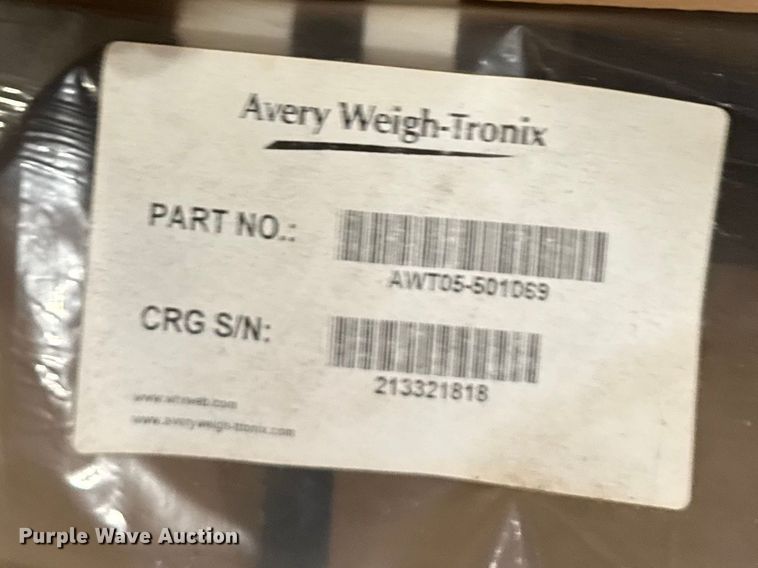 Avery Weigh-Tronix
PART NO.:
AWT05-501069
CRG S/N:
213321818
www.wtxweb.com
www.averyweigh-tronix.com
Purple Wave Auction